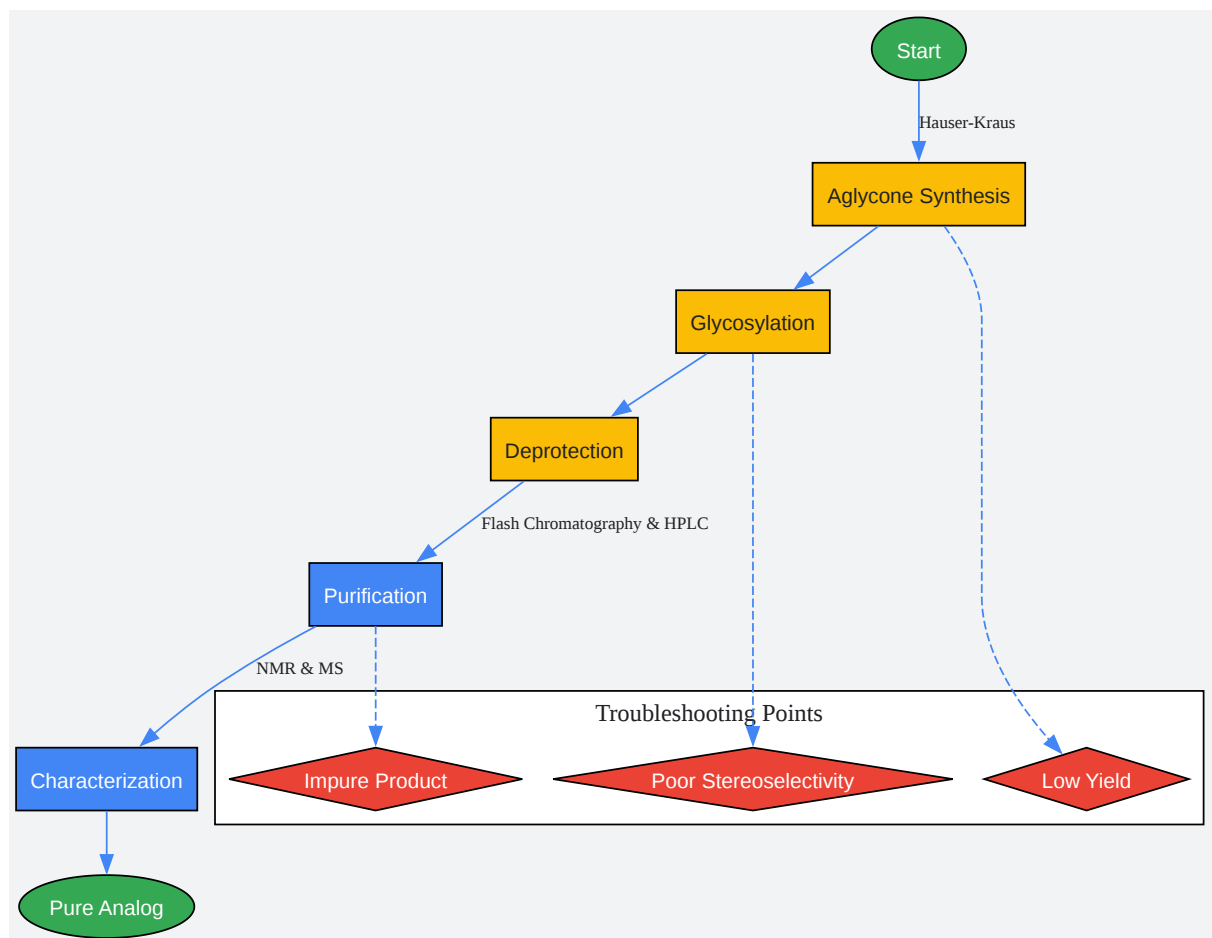 Start
Hauser-Kraus
Aglycone Synthesis
Glycosylation
Deprotection
Flash Chromatography & HPLC
Purification
NMR & MS
Troubleshooting Points
Characterization
Impure Product
Poor Stereoselectivity
Low Yield
Pure Analog